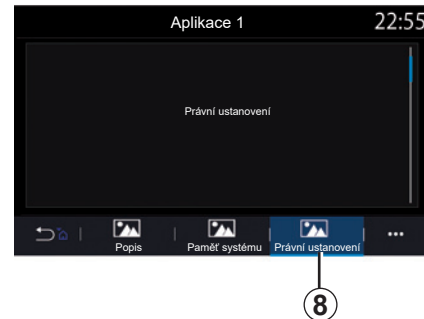 Aplikace 1 22:55
Právní ustanovení
Popis Paměť systému Právní ustanovení ...
8